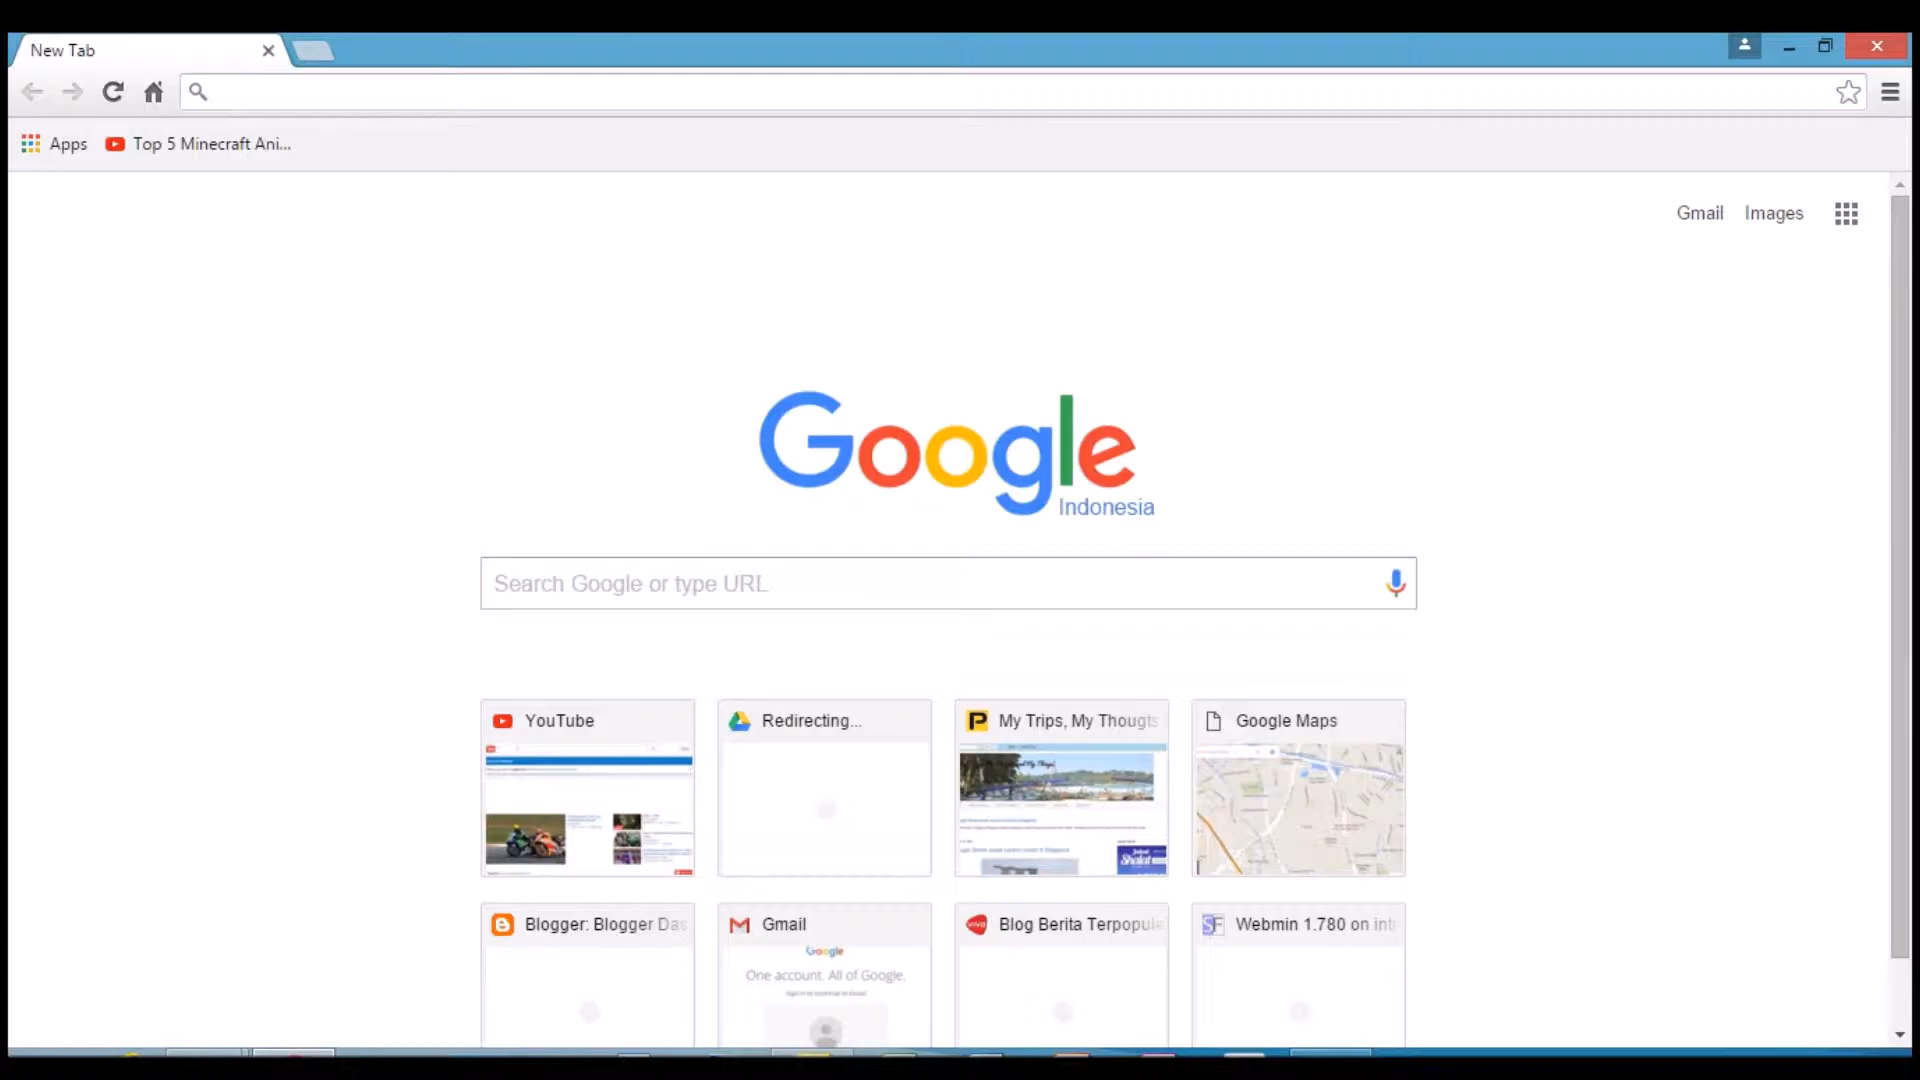 New Tab
Apps
Top 5 Minecraft Ani...
Gmail
Images
Google
Indonesia
Search Google or type URL
YouTube
Redirecting...
My Trips, My Thougts
Google Maps
Blogger: Blogger Das
Gmail
Blog Berita Terpopule
Webmin 1.780 on int
Google
One account. All of Google.